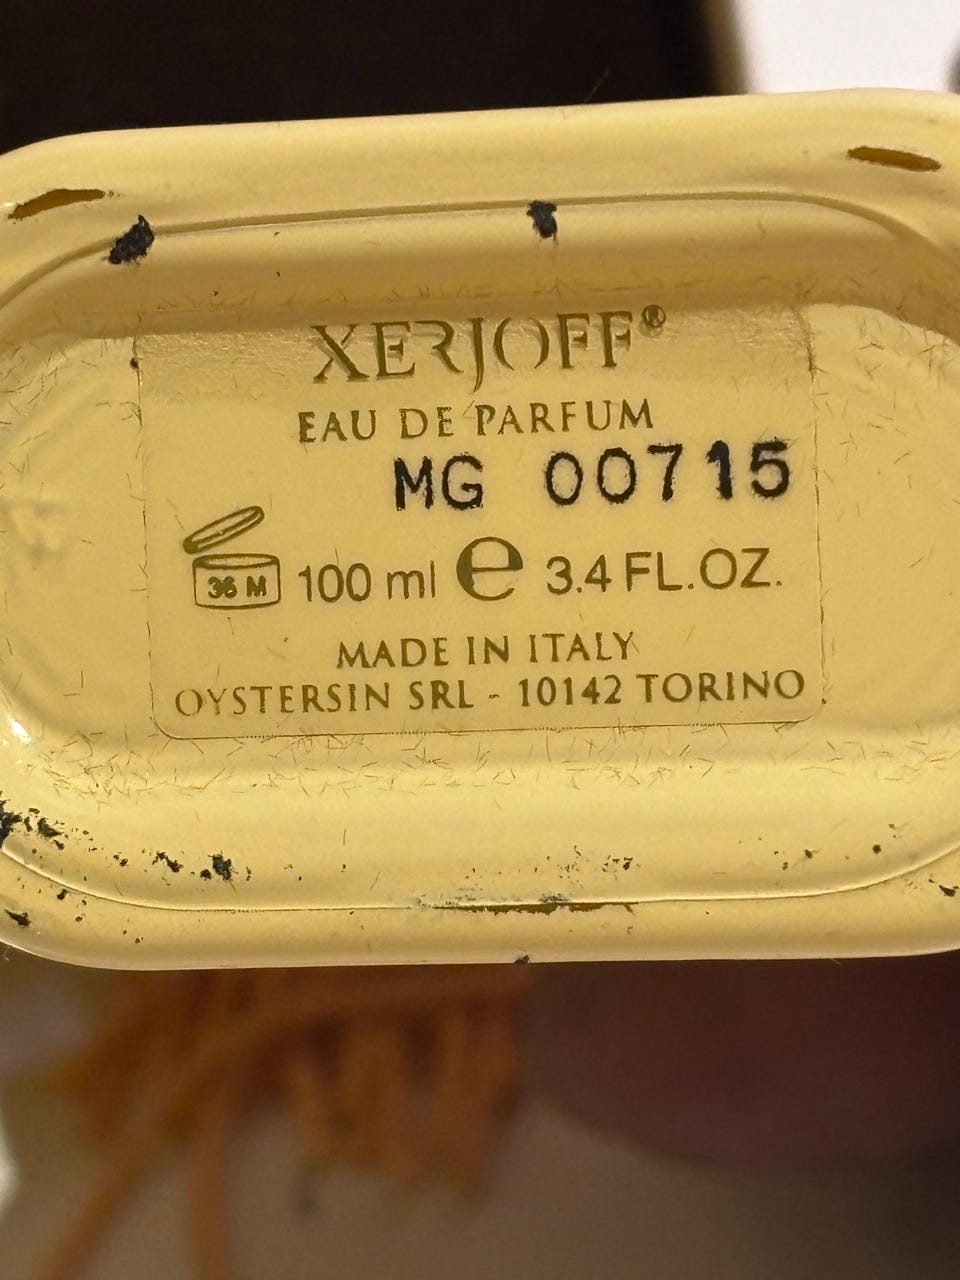 XERJOFF®
EAU DE PARFUM
MG 00715
36 M 100 ml ℮ 3.4 FL.OZ.
MADE IN ITALY
OYSTERSIN SRL - 10142 TORINO